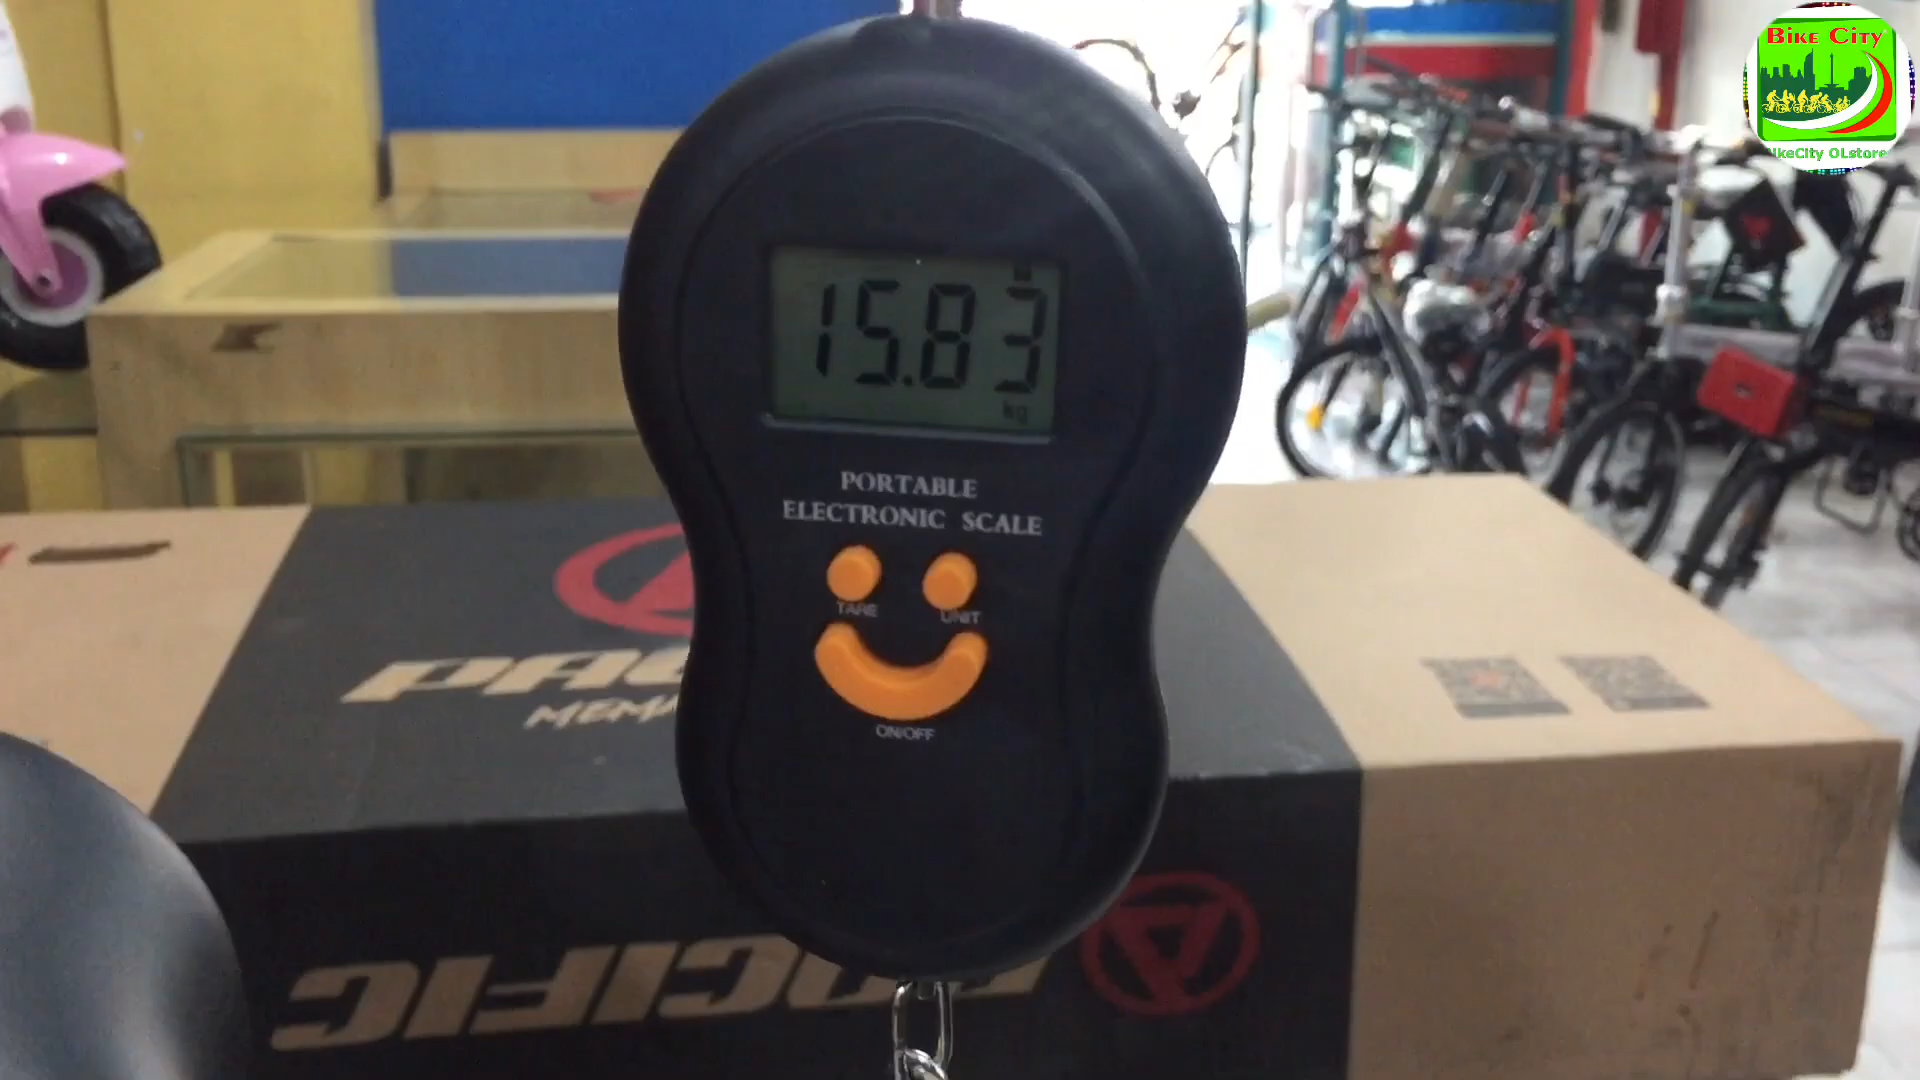 BIKE CITY
BikeCity OLstore
15.83
kg
PORTABLE
ELECTRONIC SCALE
TARE
UNIT
ON/OFF
PACIFIC